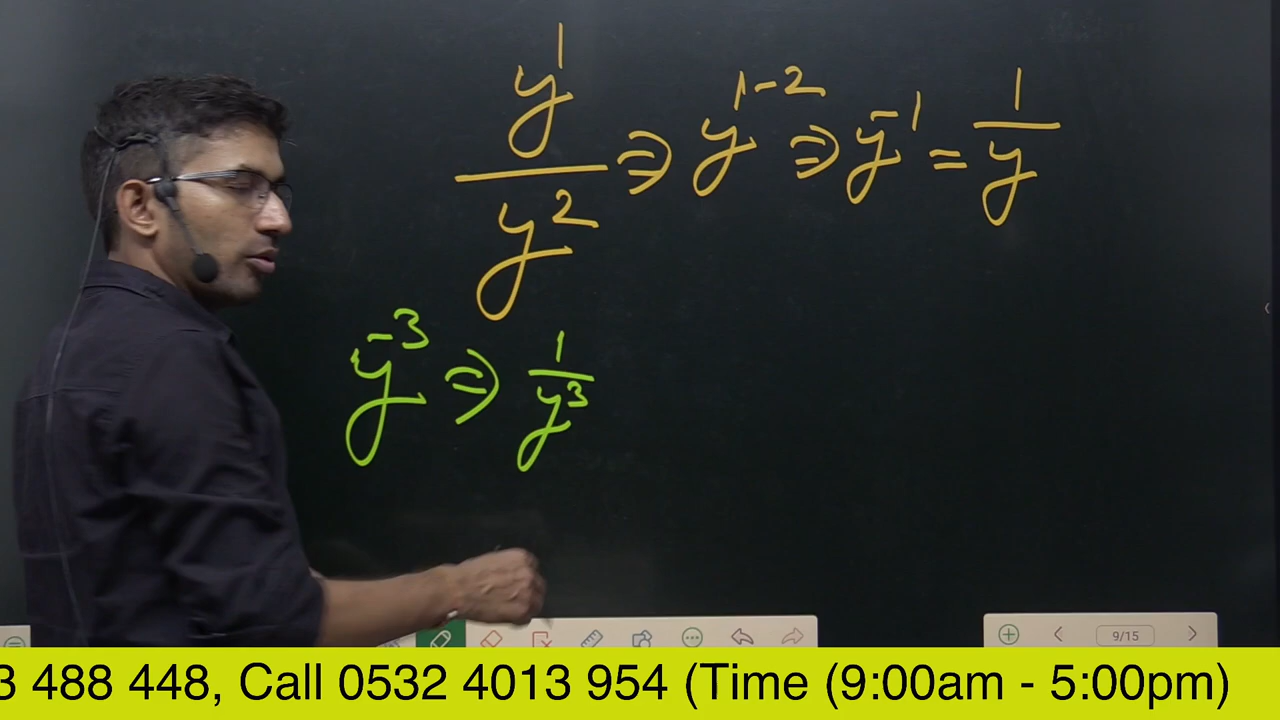 y^1/y^2 ⇒ y^{1-2} ⇒ y^{-1} = 1/y
y^{-3} ⇒ 1/y^3
9/15
3 488 448, Call 0532 4013 954 (Time (9:00am - 5:00pm)